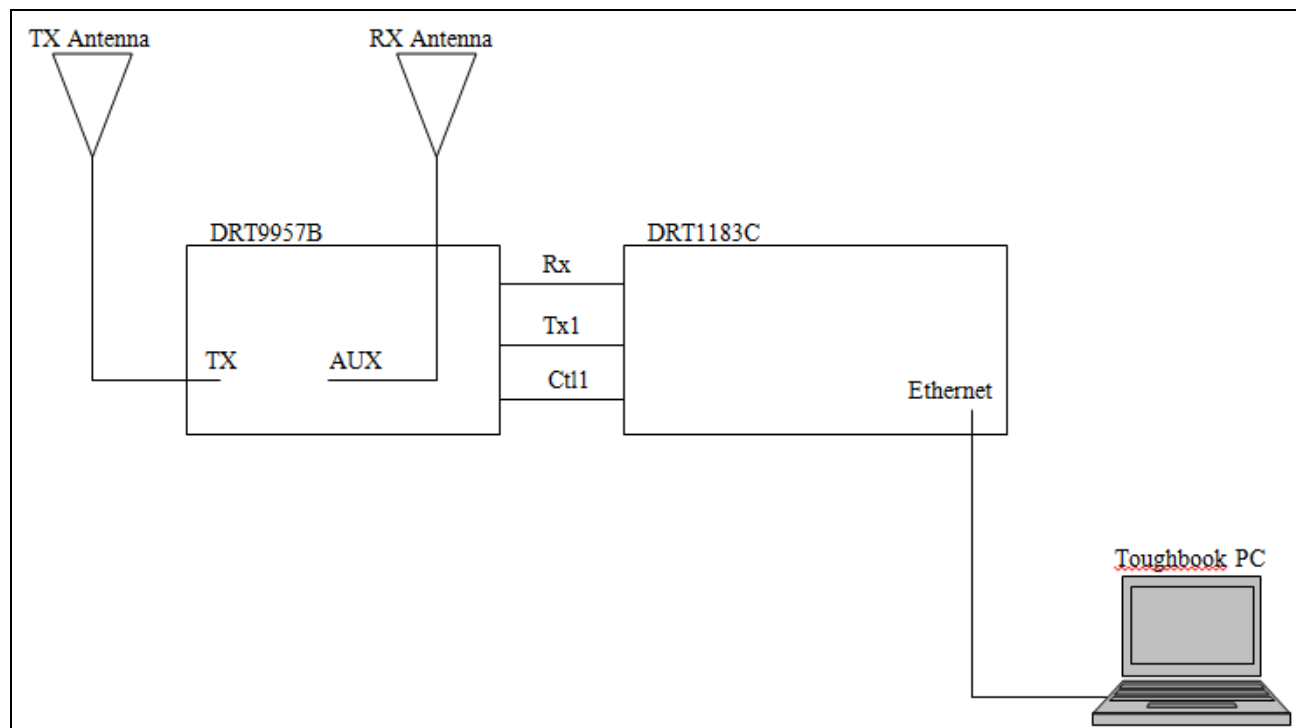 TX Antenna
RX Antenna
DRT9957B
DRT1183C
Rx
Tx1
TX
AUX
Ctl1
Ethernet
Toughbook PC